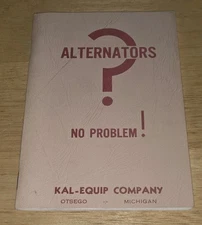 ALTERNATORS
?
NO PROBLEM!
KAL-EQUIP COMPANY
OTSEGO — MICHIGAN